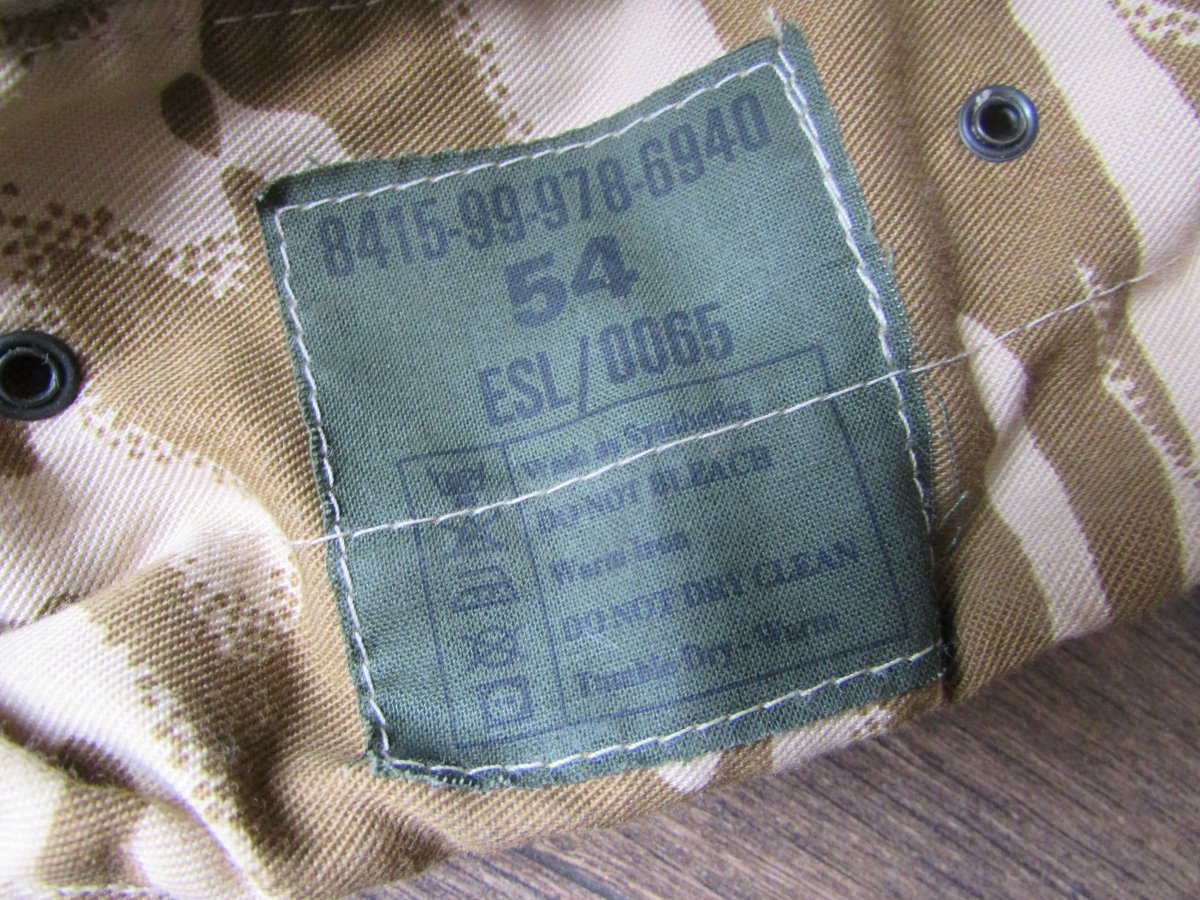 8415-99-978-6940
54
ESL/0065
Wash as Synthetics
DO NOT BLEACH
Warm Iron
DO NOT DRY CLEAN
Tumble Dry - Warm